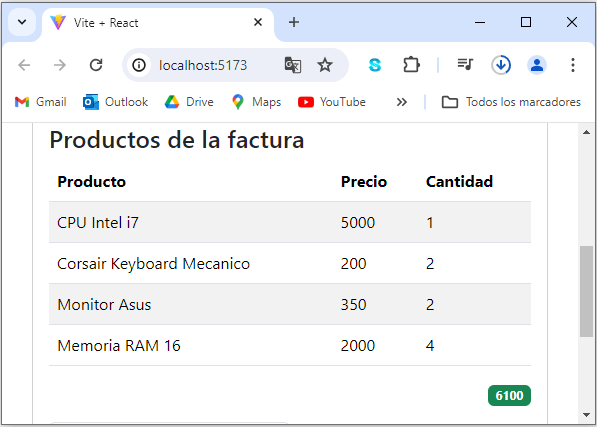 Vite + React
localhost:5173
Gmail Outlook Drive Maps YouTube Todos los marcadores
Productos de la factura
Producto Precio Cantidad
CPU Intel i7 5000 1
Corsair Keyboard Mecanico 200 2
Monitor Asus 350 2
Memoria RAM 16 2000 4
6100